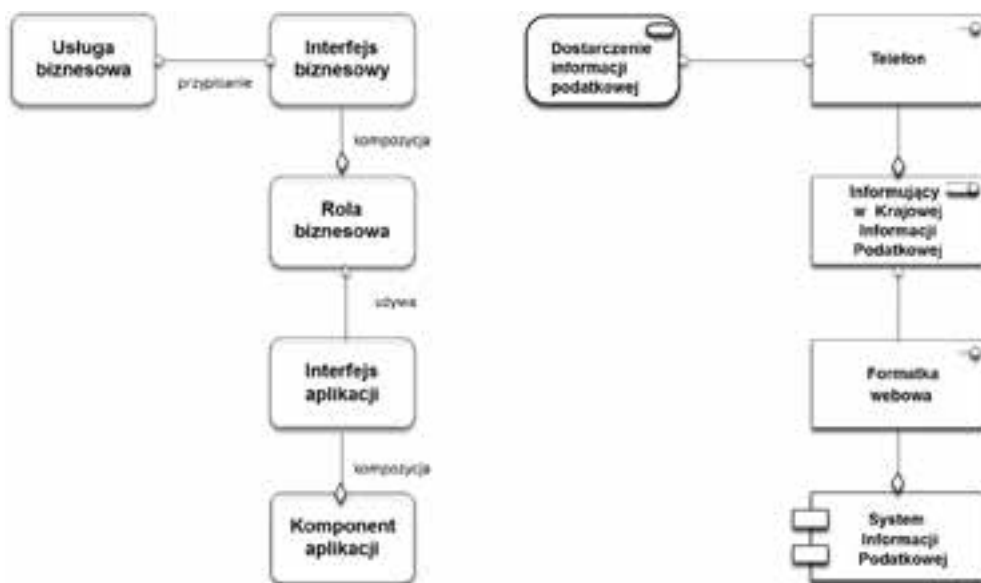 Usługa
biznesowa
przypisanie
Interfejs
biznesowy
kompozycja
Rola
biznesowa
używa
Interfejs
aplikacji
kompozycja
Komponent
aplikacji
Dostarczenie
informacji
podatkowej
Telefon
Informujący
w Krajowej
Informacji
Podatkowej
Formatka
webowa
System
Informacji
Podatkowej